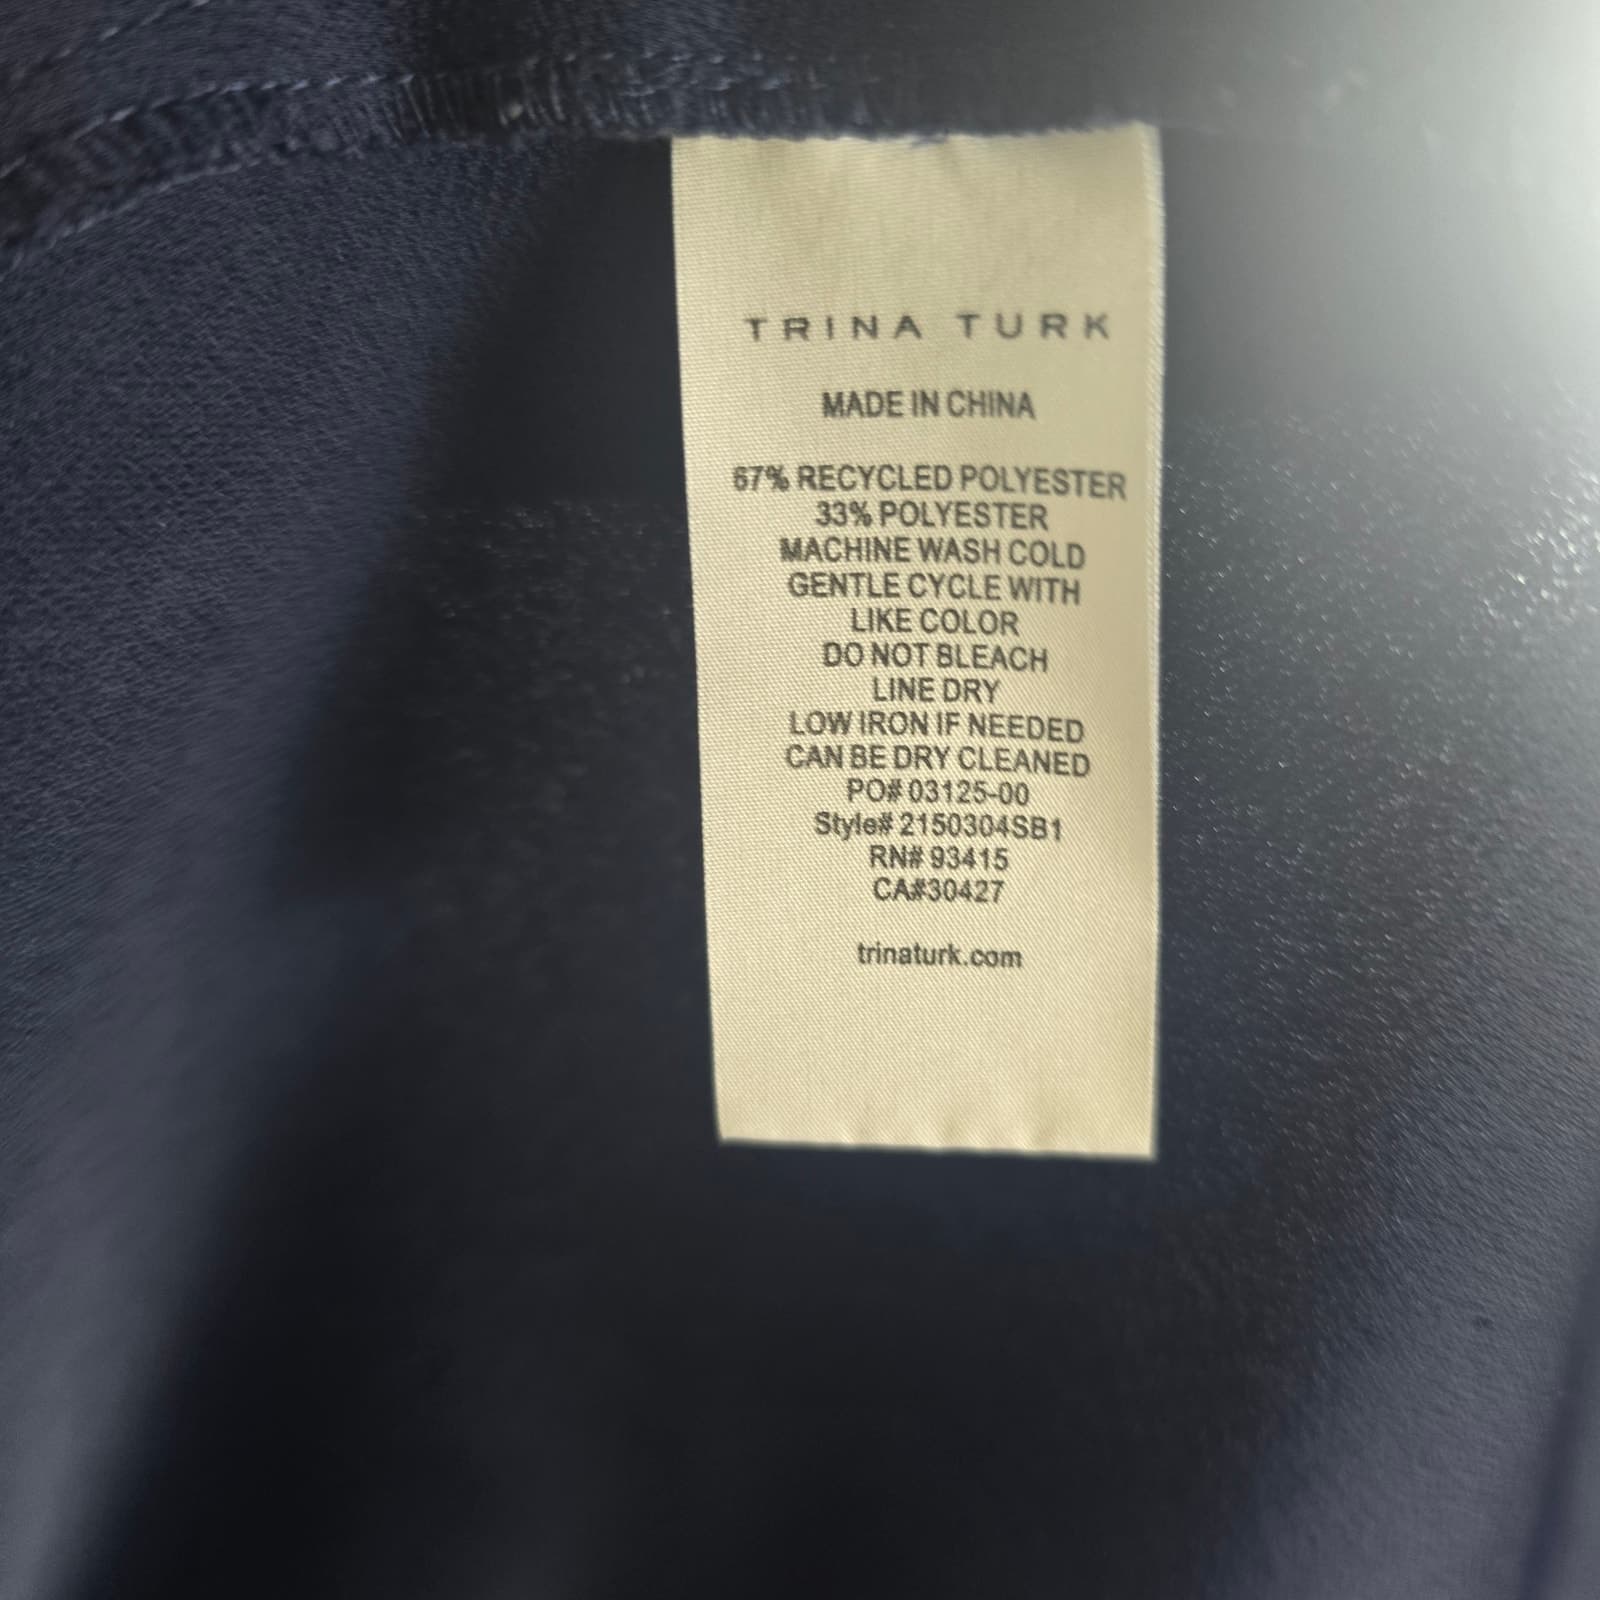 TRINA TURK
MADE IN CHINA
67% RECYCLED POLYESTER
33% POLYESTER
MACHINE WASH COLD
GENTLE CYCLE WITH
LIKE COLOR
DO NOT BLEACH
LINE DRY
LOW IRON IF NEEDED
CAN BE DRY CLEANED
PO# 03125-00
Style# 2150304SB1
RN# 93415
CA#30427
trinaturk.com